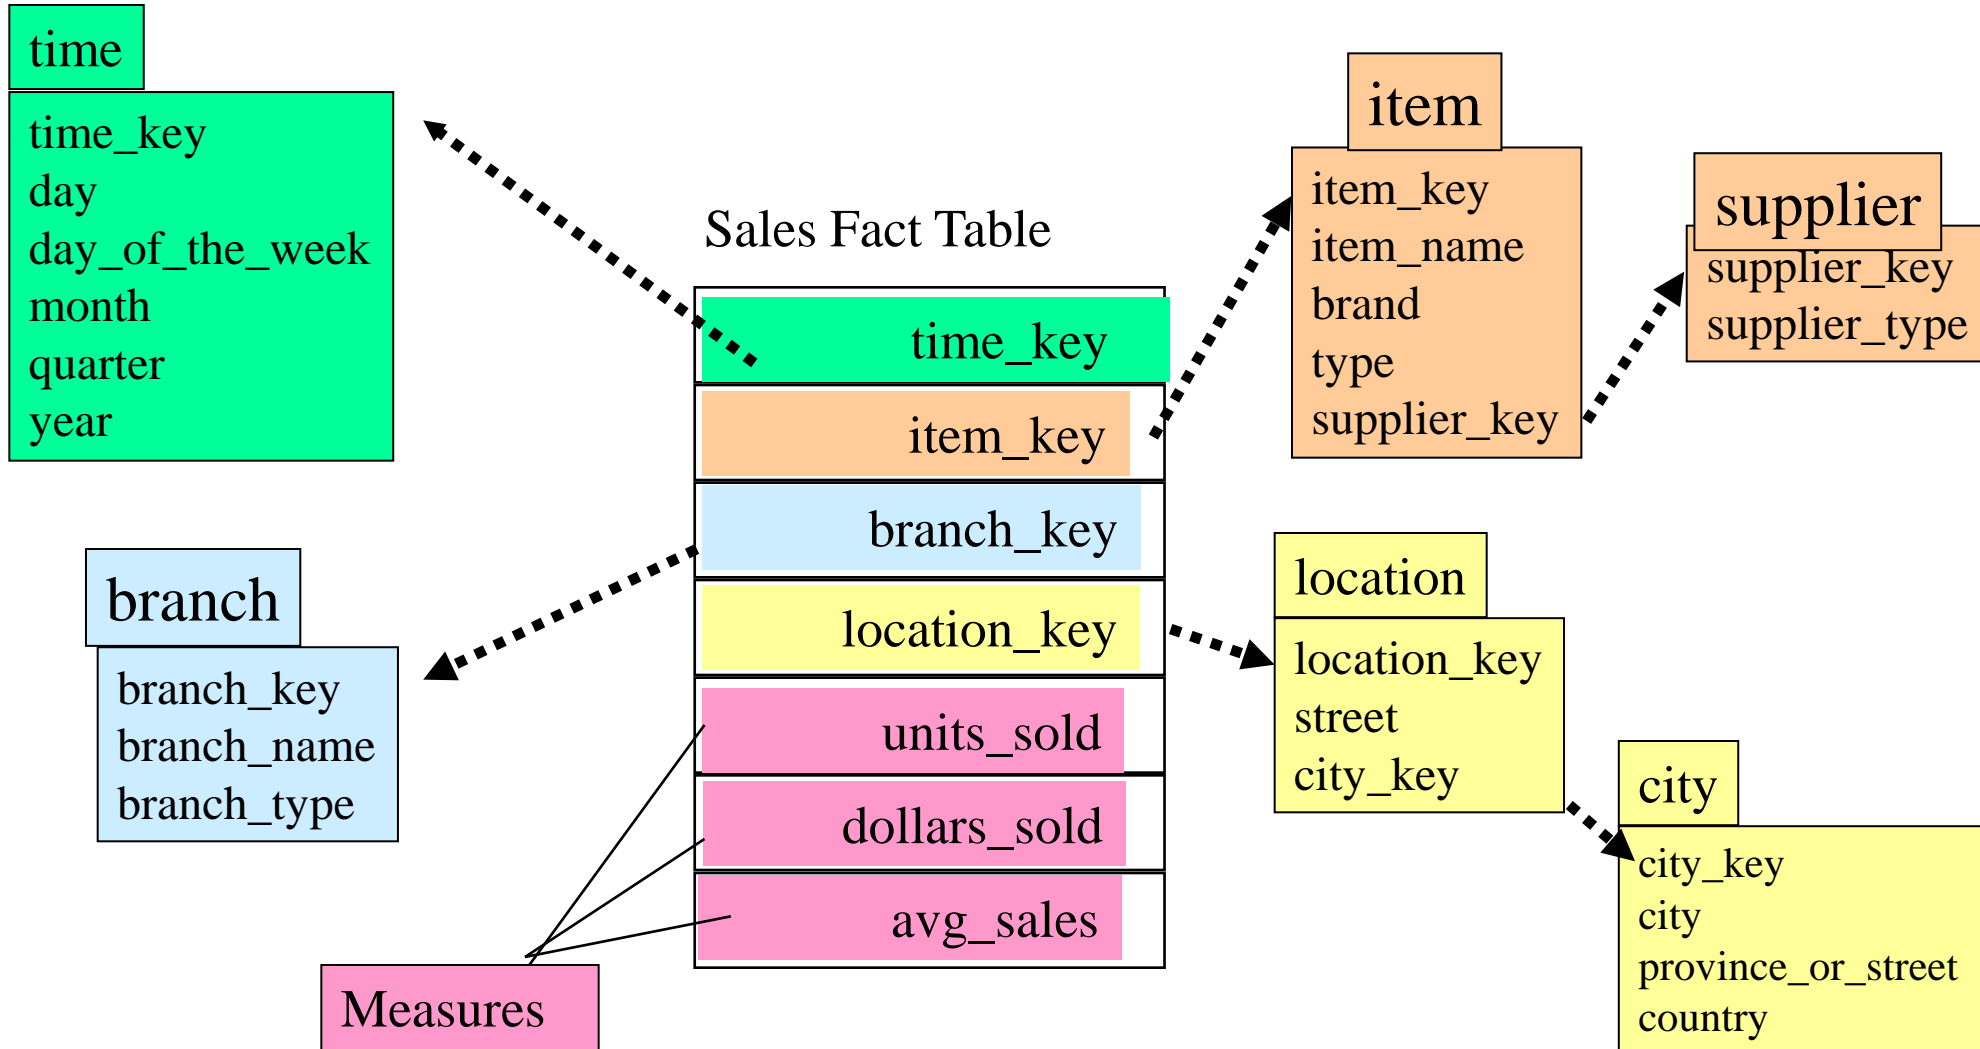 time
time_key
day
day_of_the_week
month
quarter
year
branch
branch_key
branch_name
branch_type
Sales Fact Table
time_key
item_key
branch_key
location_key
units_sold
dollars_sold
avg_sales
Measures
item
item_key
item_name
brand
type
supplier_key
supplier
supplier_key
supplier_type
location
location_key
street
city_key
city
city_key
city
province_or_street
country